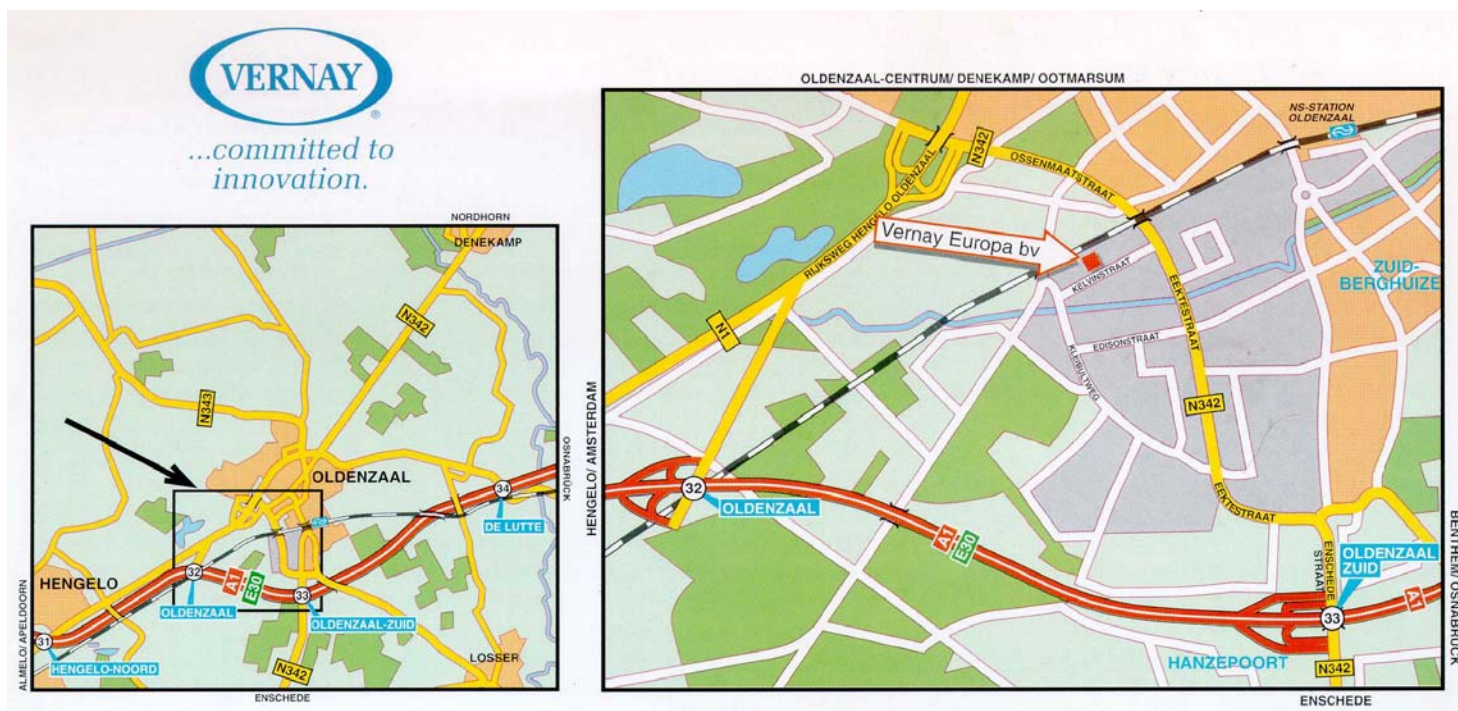 VERNAY
®
...committed to
innovation.
NORDHORN
DENEKAMP
N342
N343
OLDENZAAL
OSNABRÜCK
34
DE LUTTE
HENGELO
32
A1
E30
33
OLDENZAAL
OLDENZAAL-ZUID
31
HENGELO-NOORD
LOSSER
N342
ALMELO/ APELDOORN
ENSCHEDE
OLDENZAAL-CENTRUM/ DENEKAMP/ OOTMARSUM
NS-STATION
OLDENZAAL
N342
OSSENMAATSTRAAT
RIJKSWEG HENGELO OLDENZAAL
Vernay Europa bv
KELVINSTRAAT
ZUID-
BERGHUIZE
EEKTESTRAAT
N1
EDISONSTRAAT
KLEIBULTWEG
N342
HENGELO/ AMSTERDAM
32
OLDENZAAL
EEKTESTRAAT
A1
E30
ENSCHEDE
STRAAT
OLDENZAAL
ZUID
33
A1
HANZEPOORT
N342
BENTHEM/ OSNABRUCK
ENSCHEDE